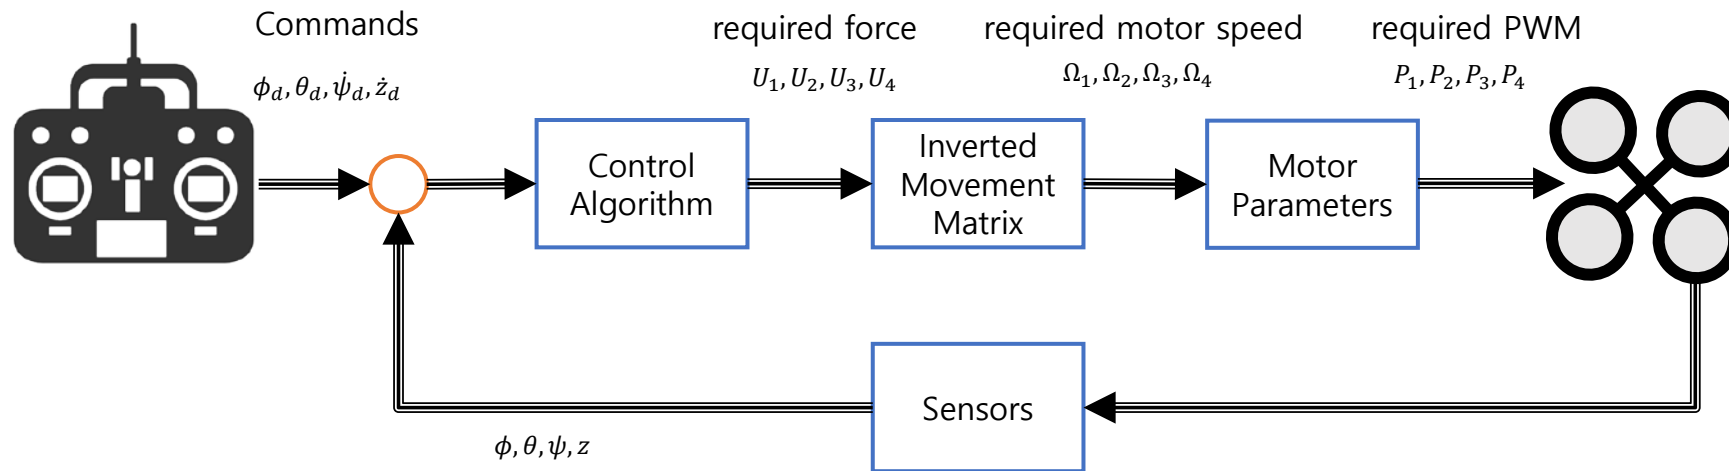 Commands
required force
required motor speed
required PWM
ϕ_d, θ_d, ψ̇_d, ż_d
U_1, U_2, U_3, U_4
Ω_1, Ω_2, Ω_3, Ω_4
P_1, P_2, P_3, P_4
Control
Algorithm
Inverted
Movement
Matrix
Motor
Parameters
Sensors
ϕ, θ, ψ, z